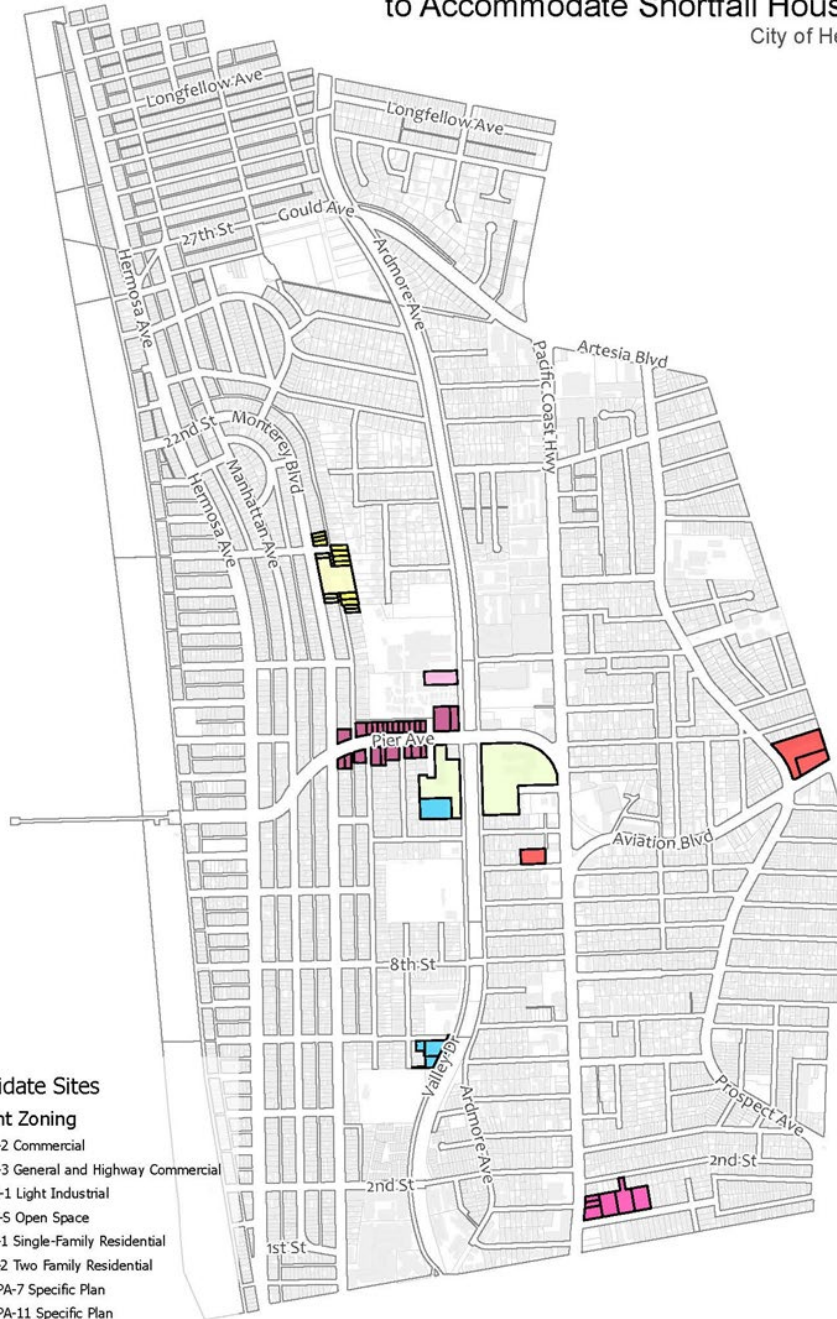 to Accommodate Shortfall Hous
City of He
Longfellow Ave
Longfellow Ave
Gould Ave
27th St
Ardmore Ave
Hermosa Ave
Pacific Coast Hwy
Artesia Blvd
22nd St
Monterey Blvd
Manhattan Ave
Hermosa Ave
Pier Ave
Aviation Blvd
8th St
Valley Dr
Ardmore Ave
Prospect Ave
2nd St
2nd St
1st St
idate Sites
nt Zoning
-2 Commercial
-3 General and Highway Commercial
-1 Light Industrial
-S Open Space
-1 Single-Family Residential
-2 Two Family Residential
PA-7 Specific Plan
PA-11 Specific Plan